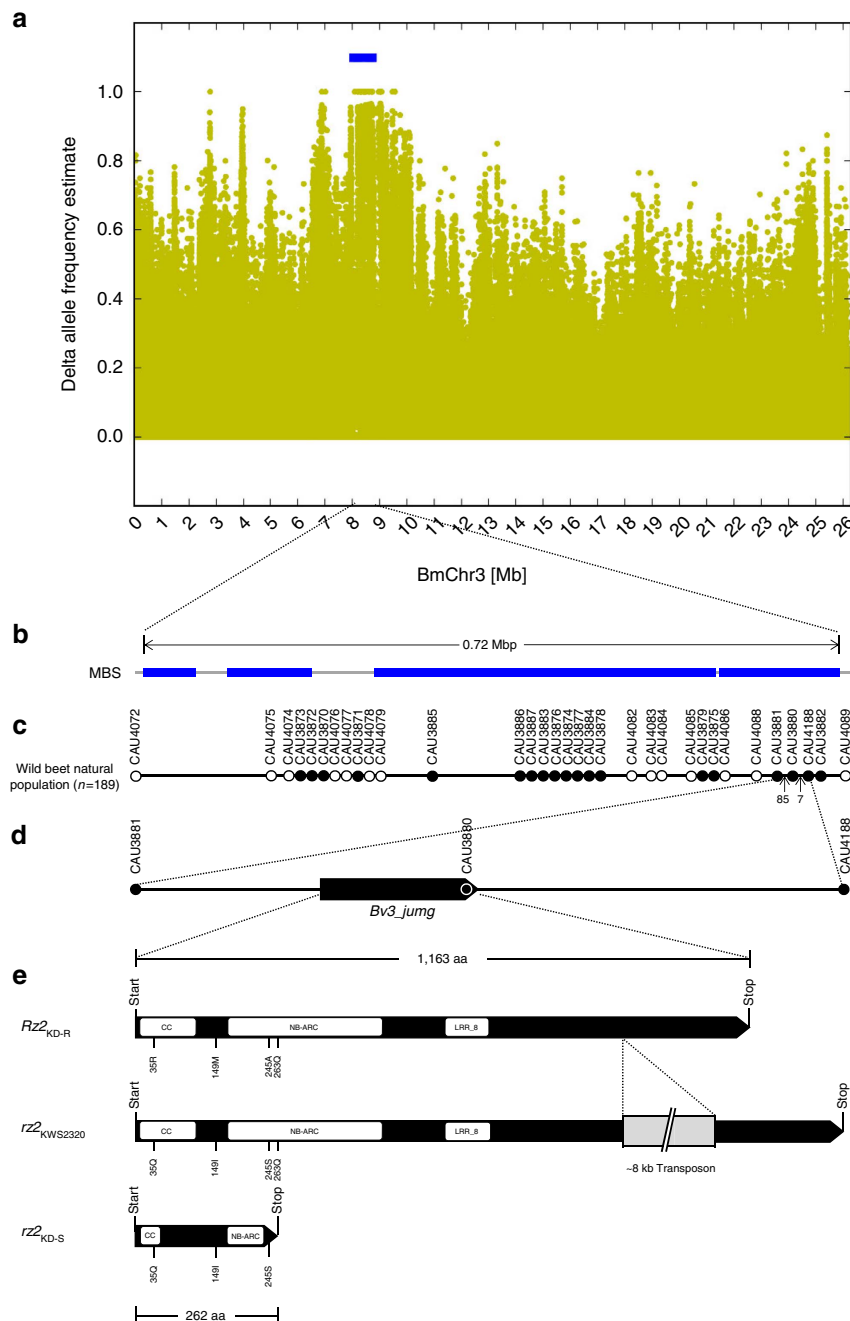 a
1.0
0.8
0.6
0.4
0.2
0.0
Delta allele frequency estimate
0 1 2 3 4 5 6 7 8 9 10 11 12 13 14 15 16 17 18 19 20 21 22 23 24 25 26
BmChr3 [Mb]
b
0.72 Mbp
MBS
c
CAU4072 CAU4075 CAU4074 CAU3873 CAU3872 CAU3870 CAU4076 CAU4077 CAU3871 CAU4078 CAU4079 CAU3885 CAU3886 CAU3887 CAU3883 CAU3876 CAU3874 CAU3877 CAU3884 CAU3878 CAU4082 CAU4083 CAU4084 CAU4085 CAU3879 CAU3875 CAU4086 CAU4088 CAU3881 CAU3880 CAU4188 CAU3882 CAU4089
Wild beet natural
population (n=189)
85 7
d
CAU3881 CAU3880 CAU4188
Bv3_jumg
1,163 aa
e
Start Stop
Rz2KD-R
CC NB-ARC LRR_8
35R 149M 245A 263Q
Start Stop
rz2KWS2320
CC NB-ARC LRR_8
35Q 149I 245S 263Q
~8 kb Transposon
Start Stop
rz2KD-S
CC NB-ARC
35Q 149I 245S
262 aa